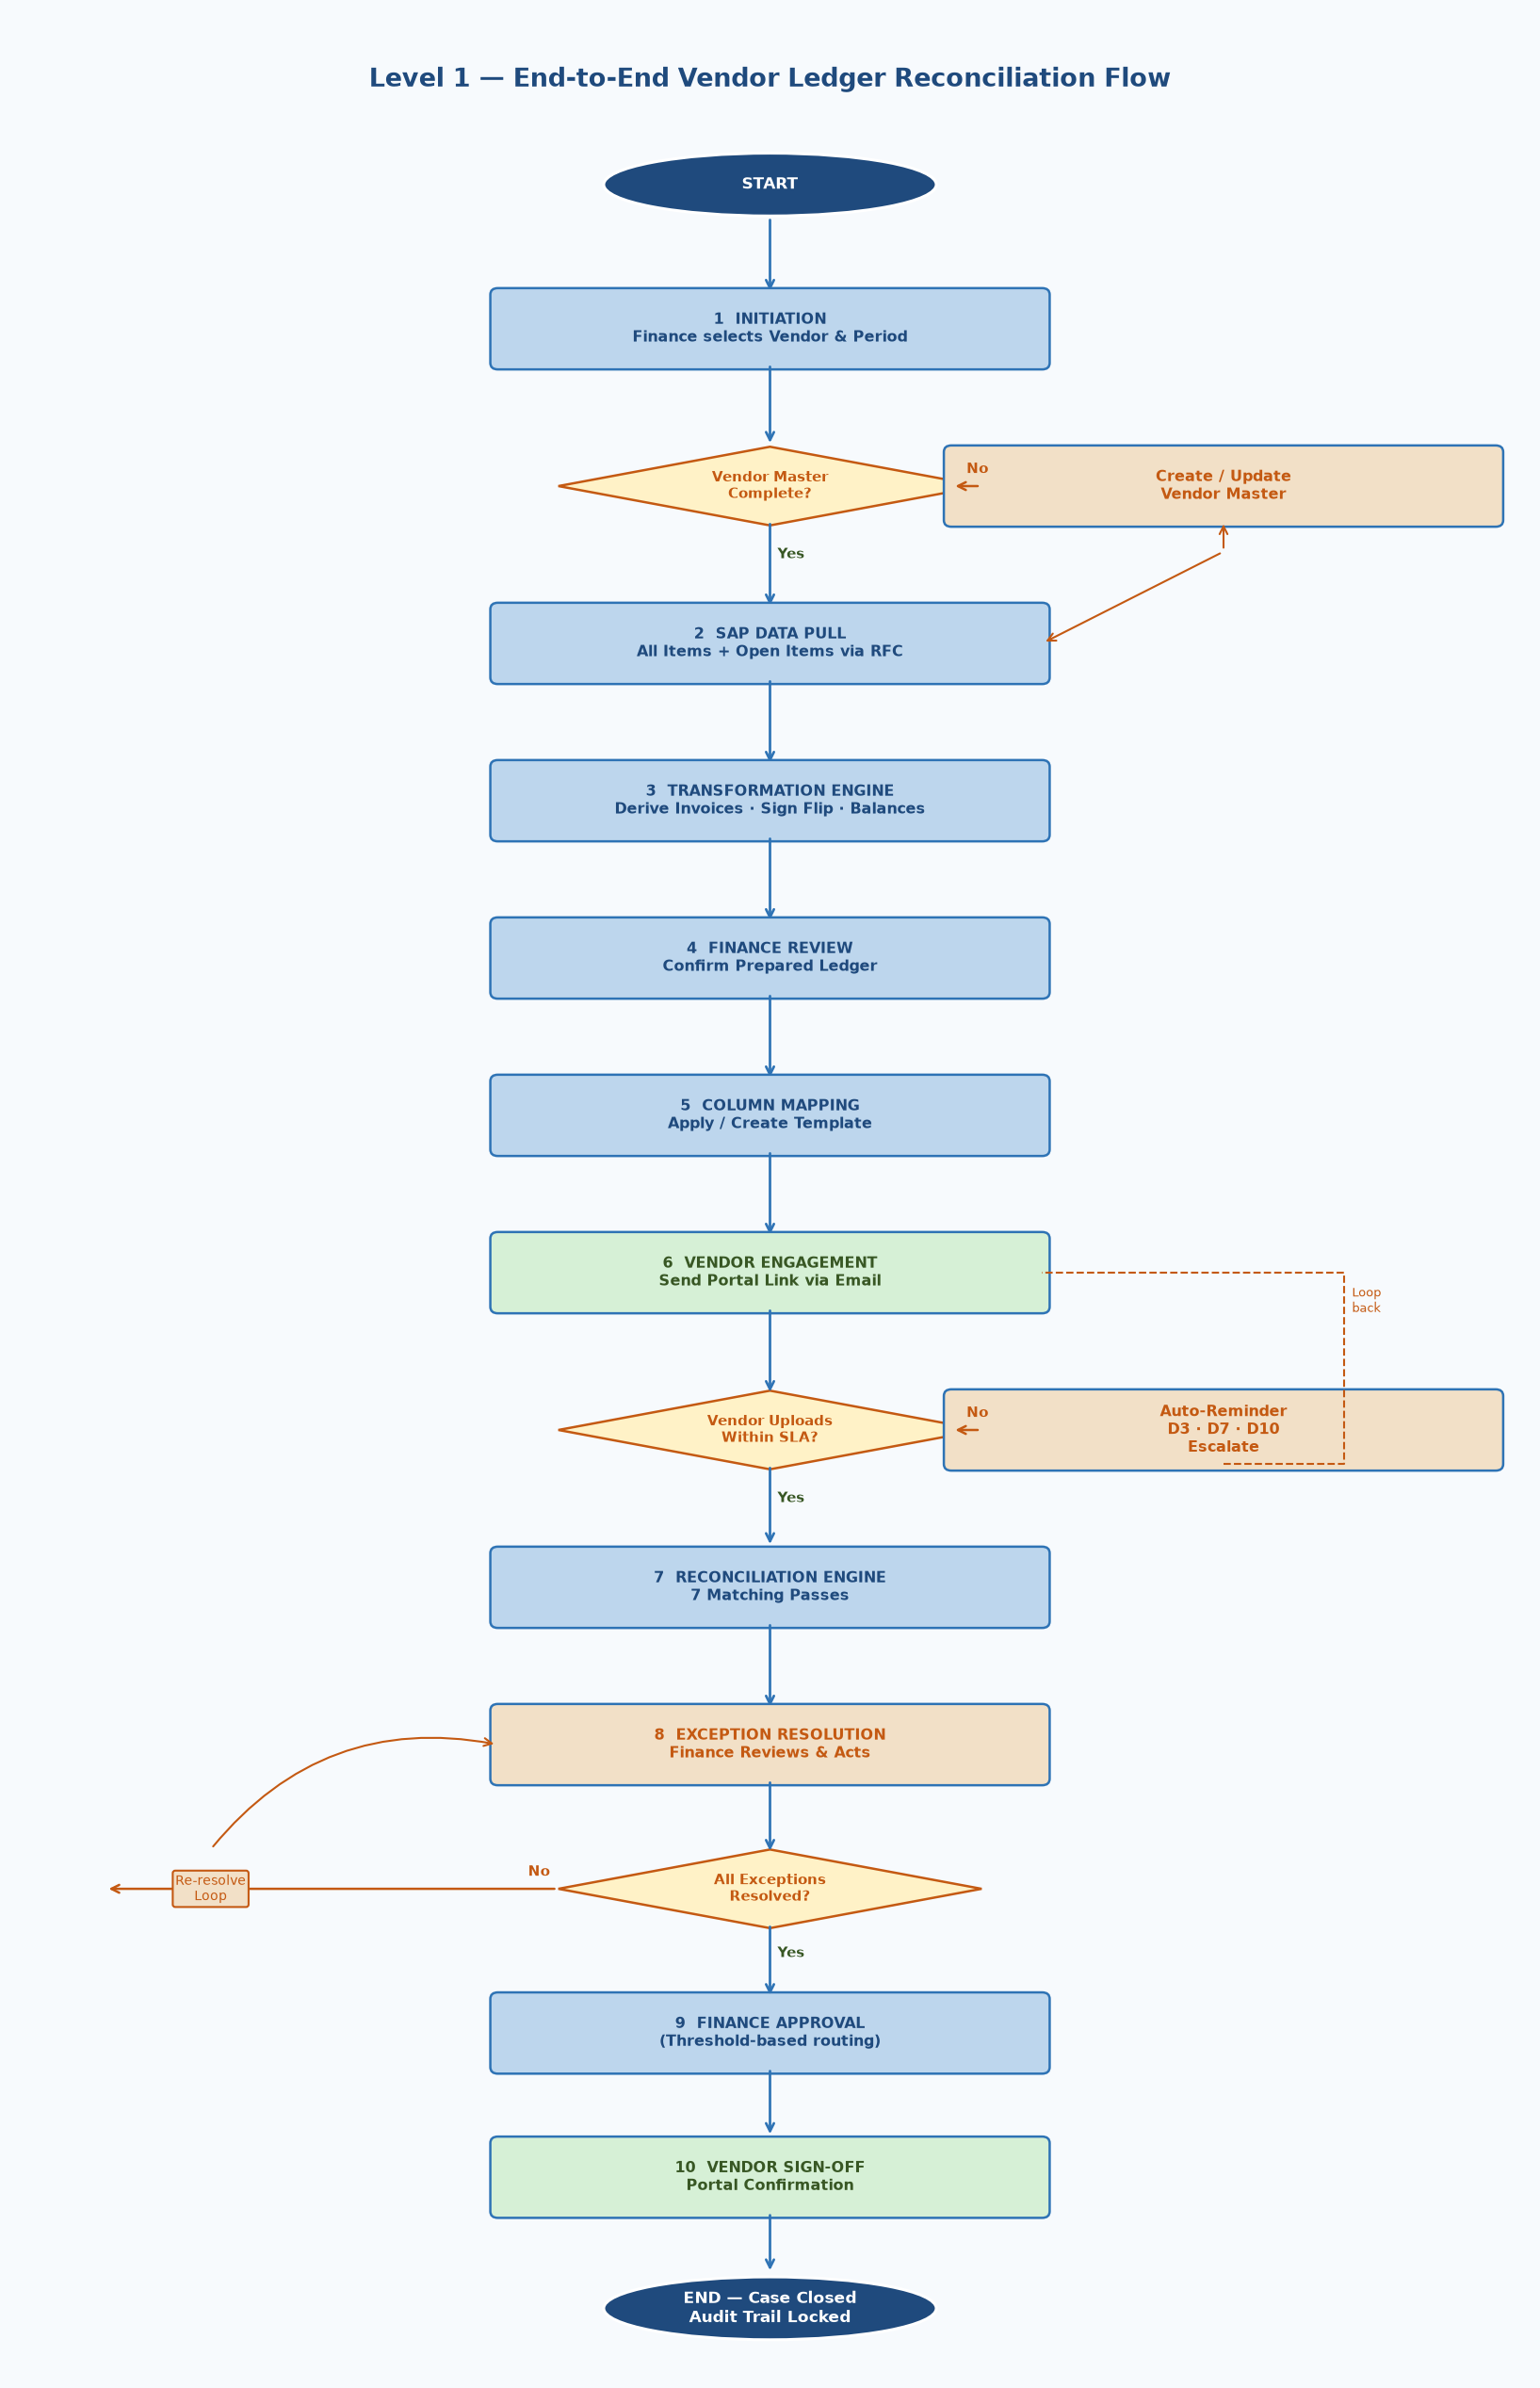 Level 1 — End-to-End Vendor Ledger Reconciliation Flow
START
1  INITIATION
Finance selects Vendor & Period
Vendor Master
Complete?
No
Create / Update
Vendor Master
Yes
2  SAP DATA PULL
All Items + Open Items via RFC
3  TRANSFORMATION ENGINE
Derive Invoices · Sign Flip · Balances
4  FINANCE REVIEW
Confirm Prepared Ledger
5  COLUMN MAPPING
Apply / Create Template
6  VENDOR ENGAGEMENT
Send Portal Link via Email
Loop
back
Vendor Uploads
Within SLA?
No
Auto-Reminder
D3 · D7 · D10
Escalate
Yes
7  RECONCILIATION ENGINE
7 Matching Passes
8  EXCEPTION RESOLUTION
Finance Reviews & Acts
No
Re-resolve
Loop
All Exceptions
Resolved?
Yes
9  FINANCE APPROVAL
(Threshold-based routing)
10  VENDOR SIGN-OFF
Portal Confirmation
END — Case Closed
Audit Trail Locked